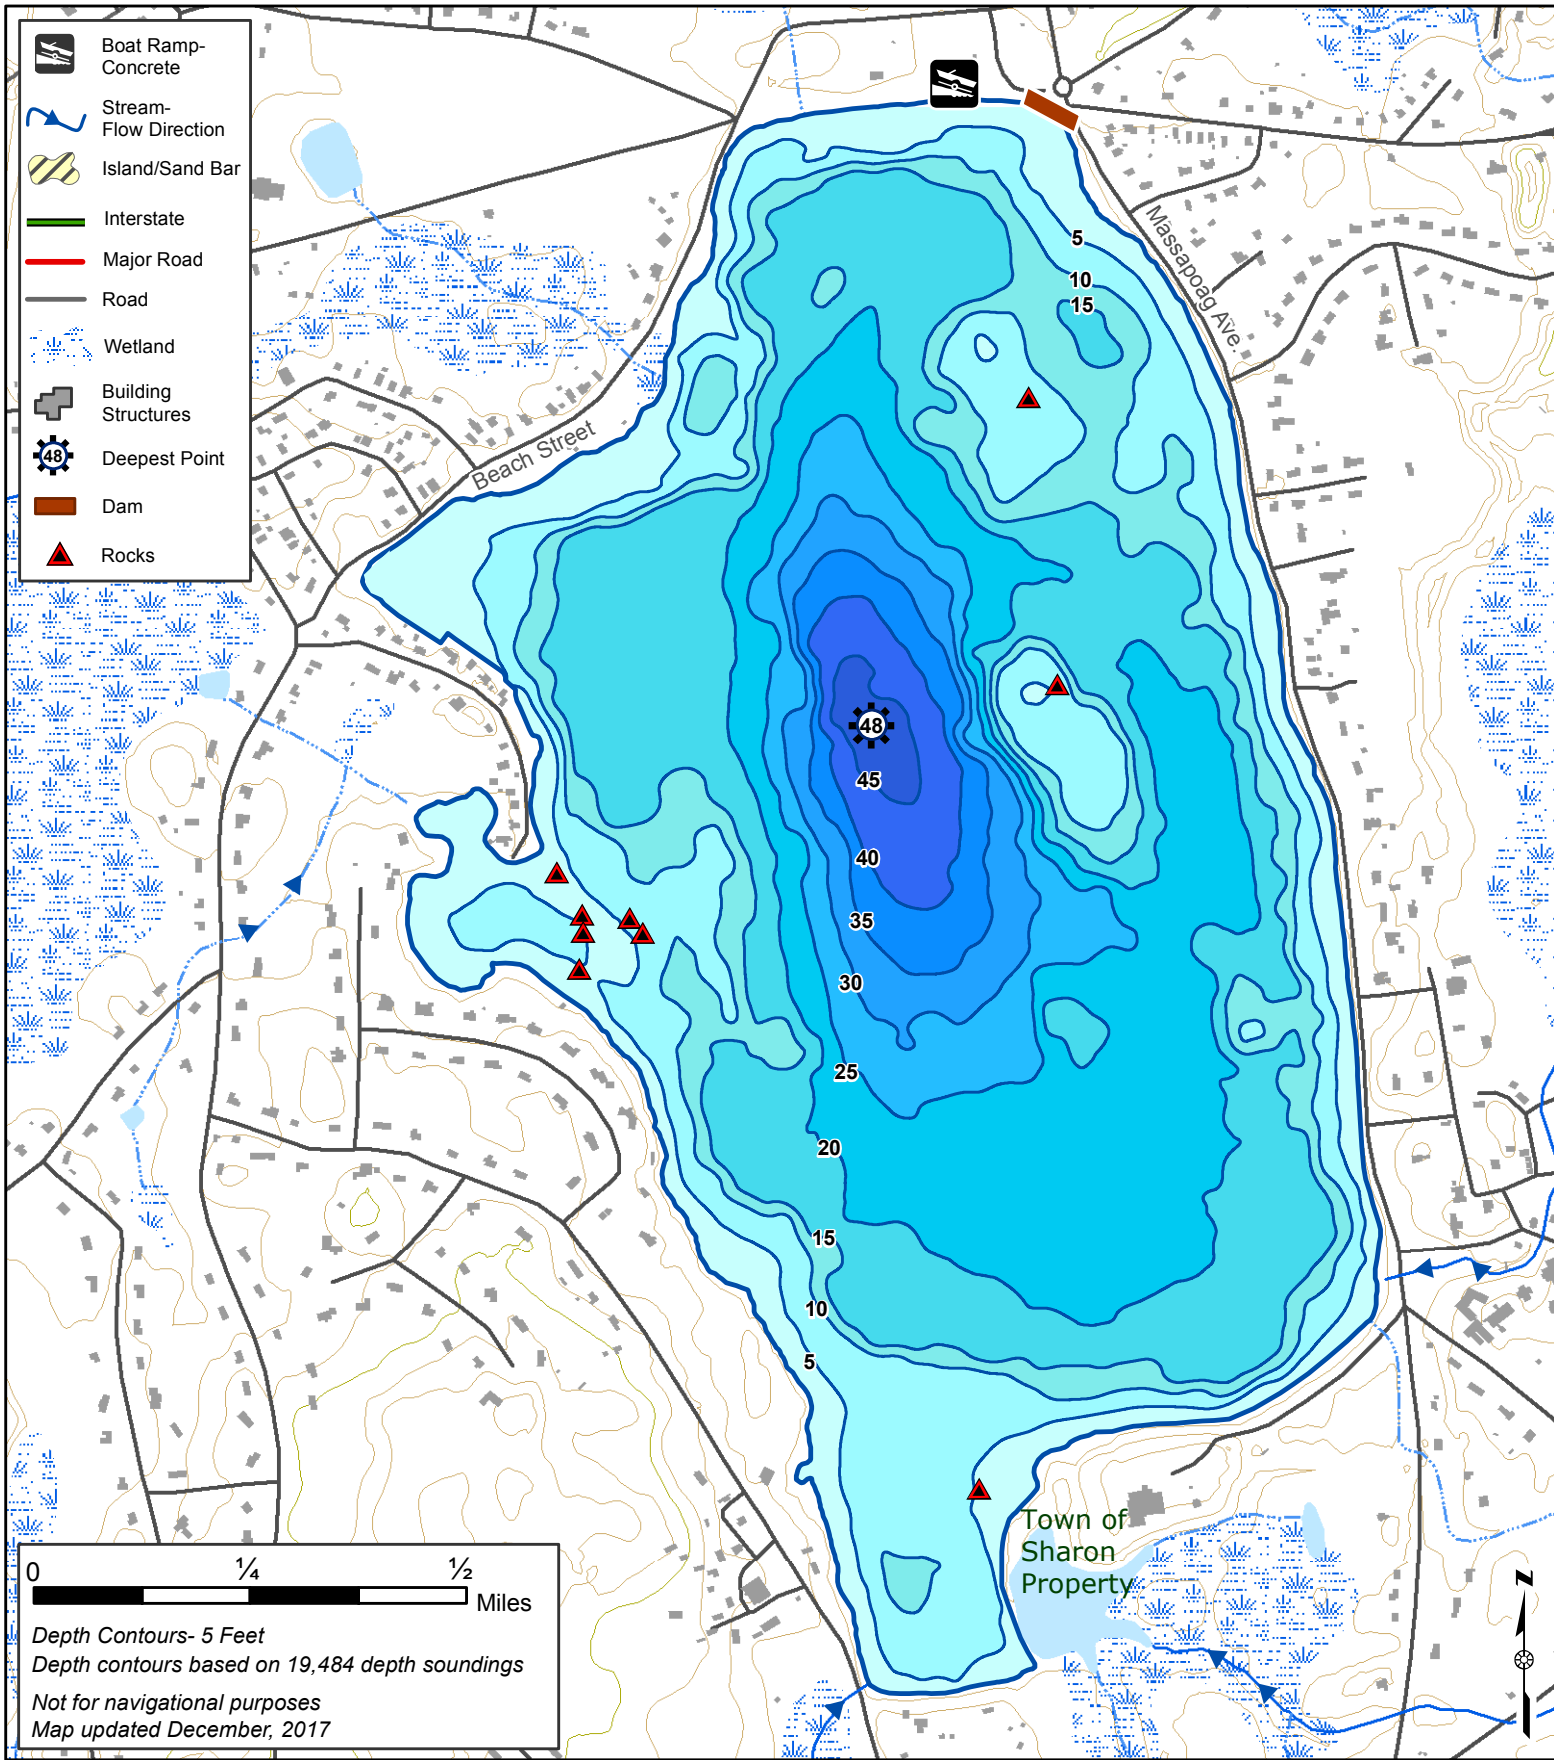 Boat Ramp-
Concrete
Stream-
Flow Direction
Island/Sand Bar
Interstate
Major Road
Road
Wetland
Building
Structures
48
Deepest Point
Dam
Rocks
Beach Street
Massapoag Ave.
5
10
15
48
45
40
35
30
25
20
15
10
5
Town of
Sharon
Property
0 ¼ ½
Miles
Depth Contours- 5 Feet
Depth contours based on 19,484 depth soundings
Not for navigational purposes
Map updated December, 2017
N